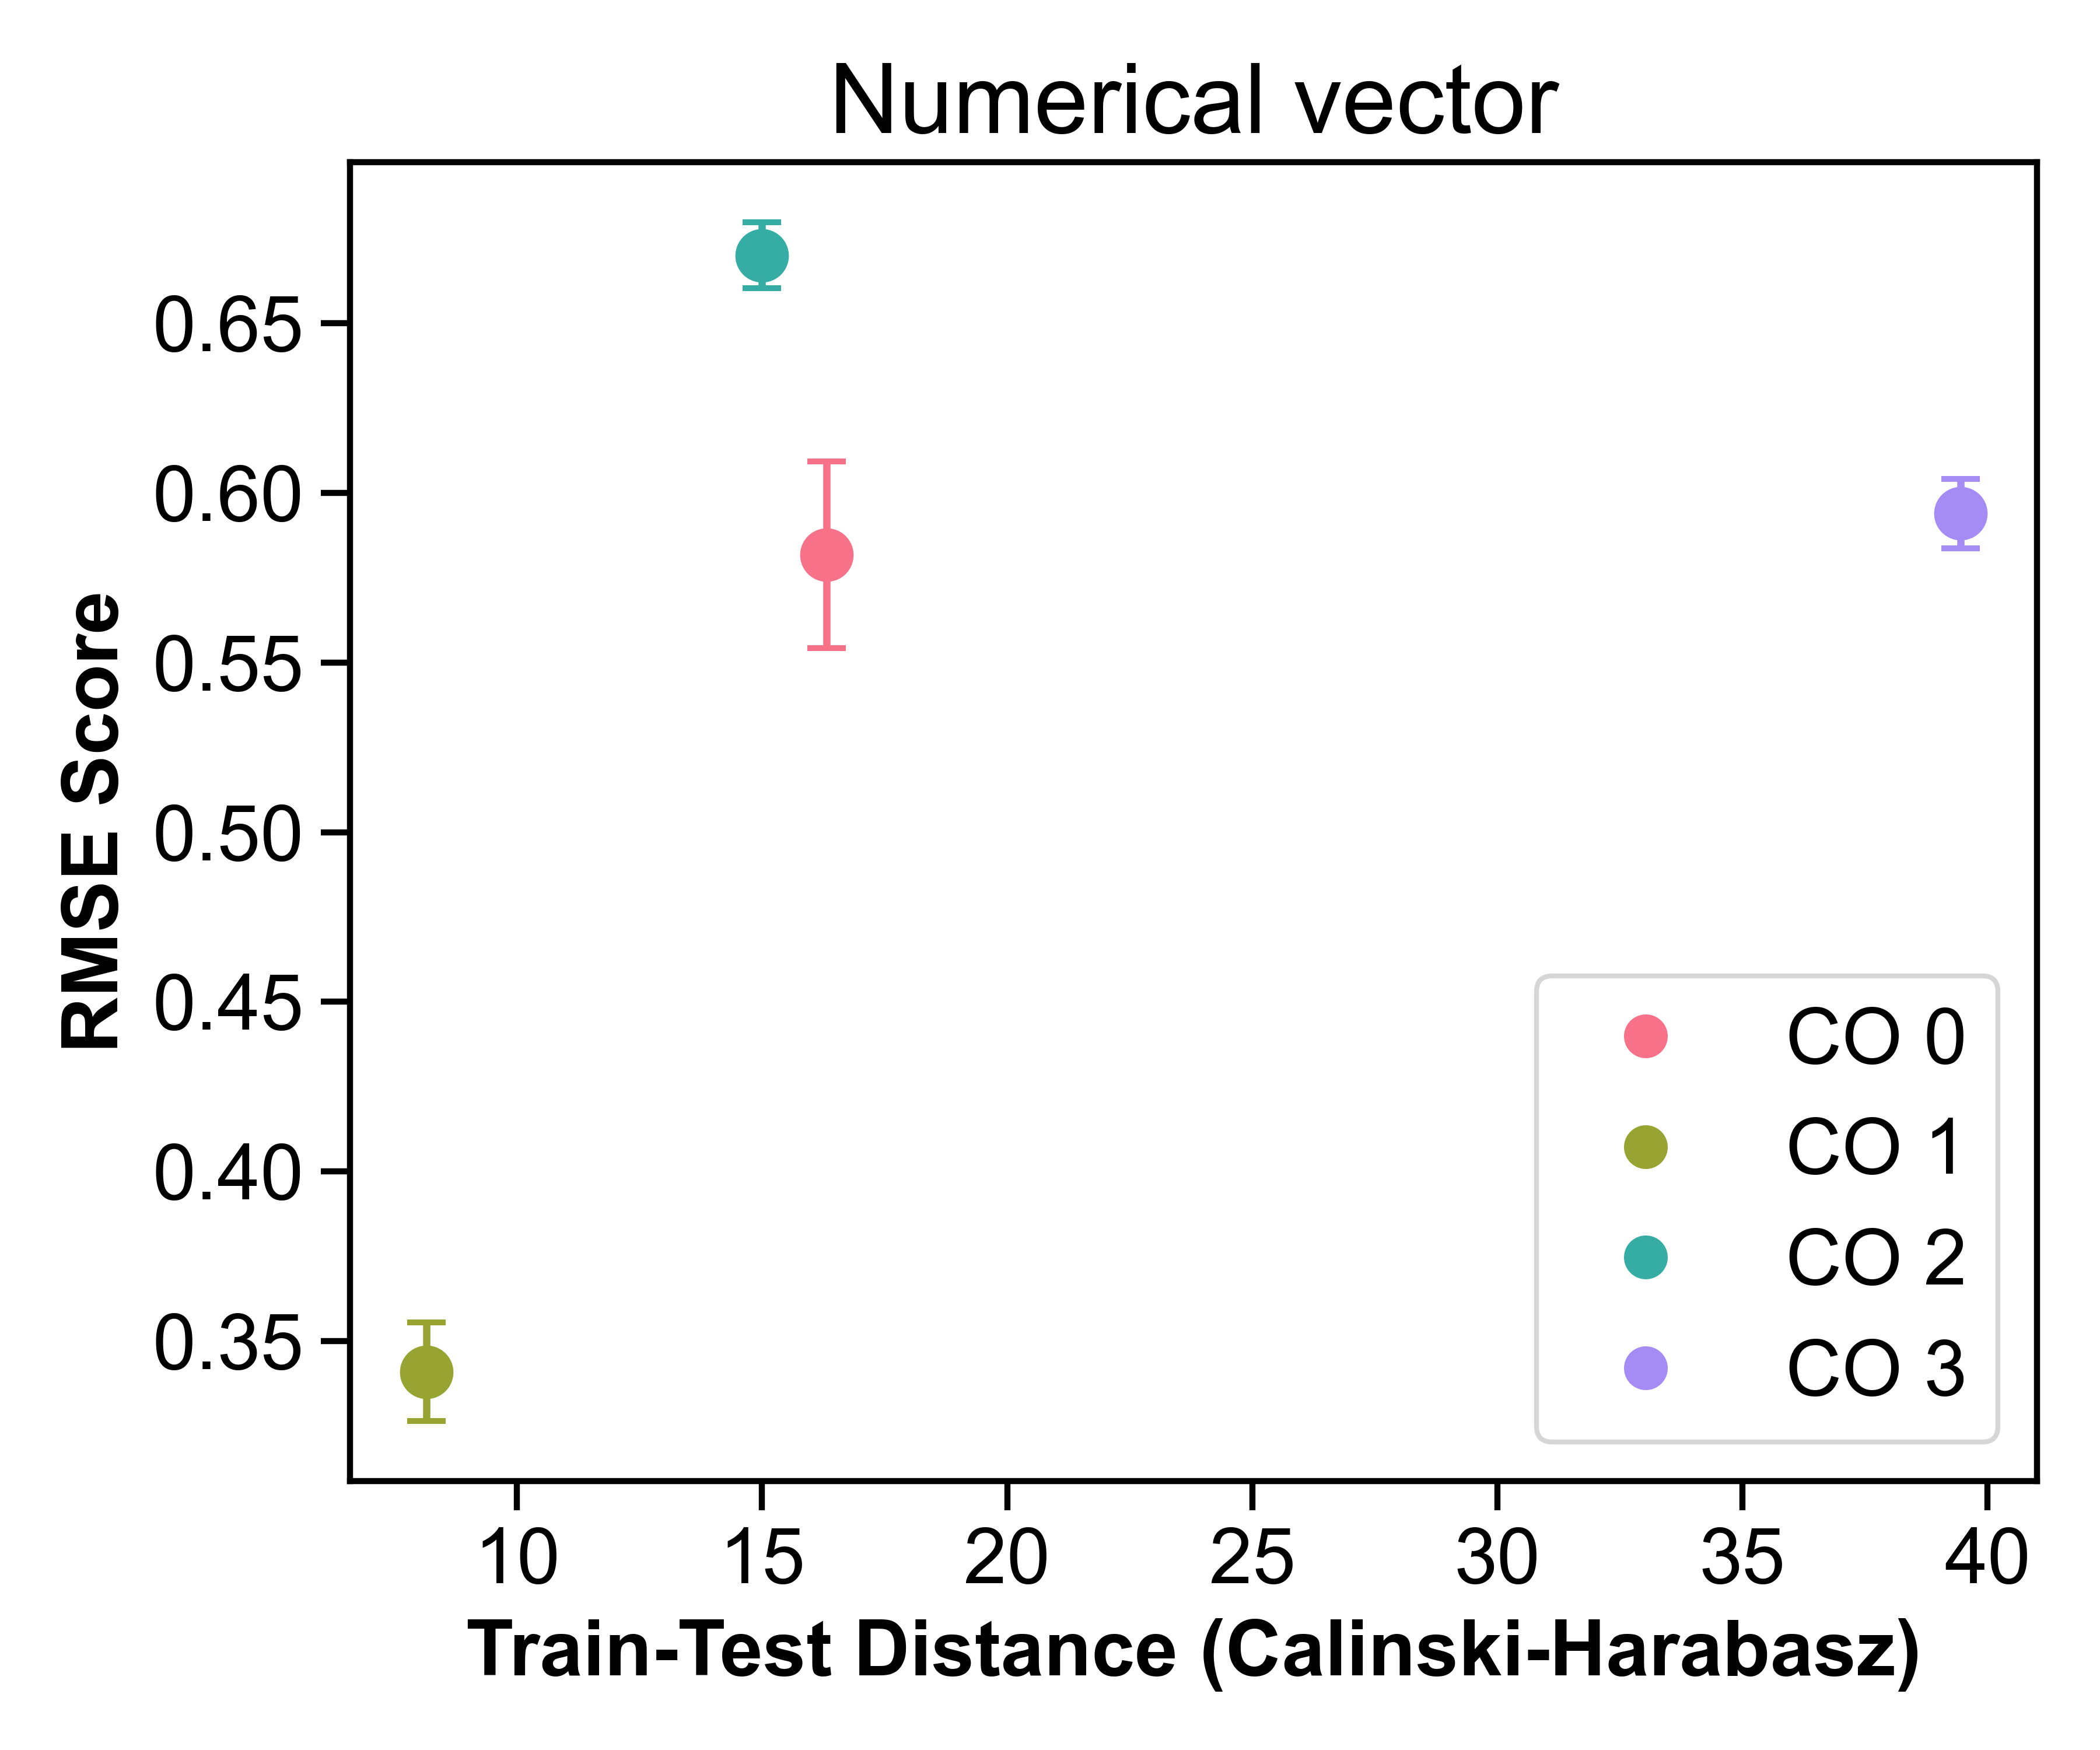 Numerical vector
RMSE Score
0.65
0.60
0.55
0.50
0.45
0.40
0.35
CO 0
CO 1
CO 2
CO 3
10 15 20 25 30 35 40
Train-Test Distance (Calinski-Harabasz)